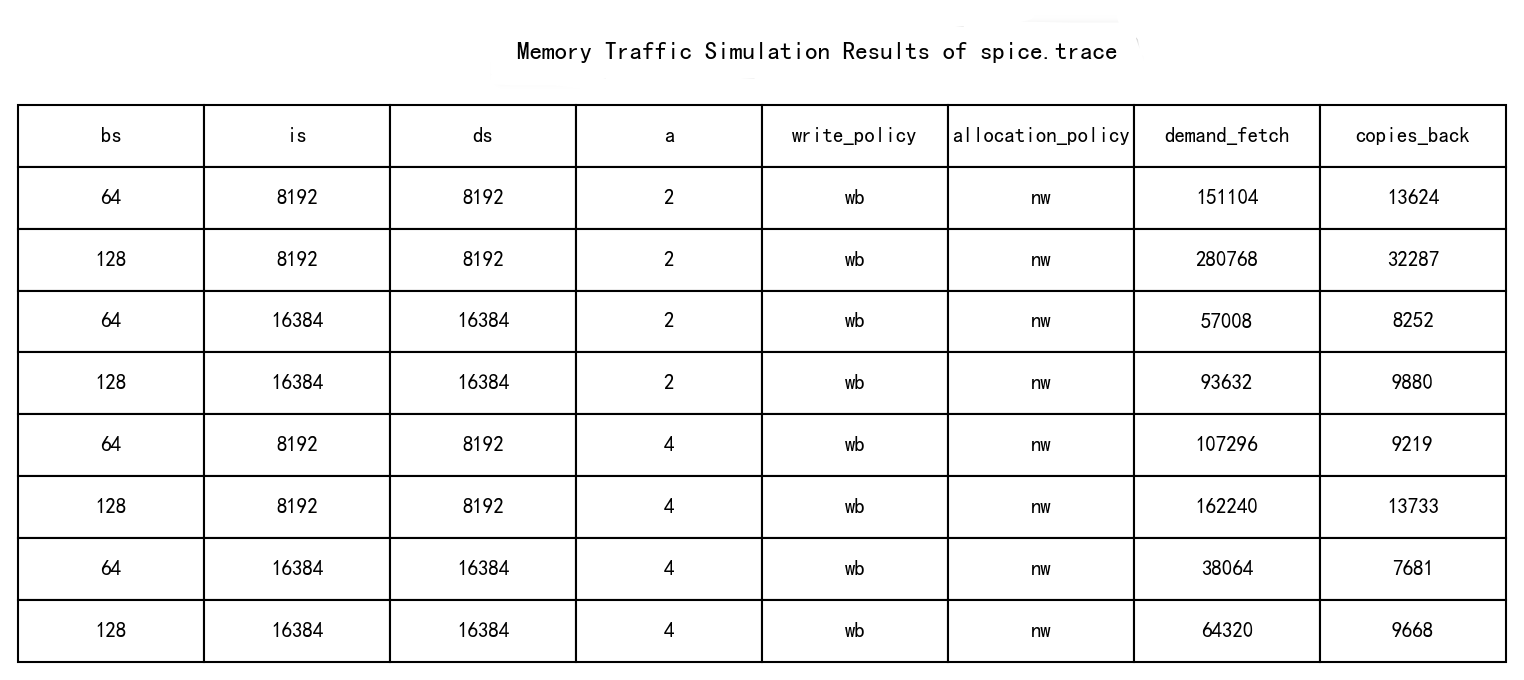 Memory Traffic Simulation Results of spice.trace
bs is ds a write_policy allocation_policy demand_fetch copies_back
64 8192 8192 2 wb nw 151104 13624
128 8192 8192 2 wb nw 280768 32287
64 16384 16384 2 wb nw 57008 8252
128 16384 16384 2 wb nw 93632 9880
64 8192 8192 4 wb nw 107296 9219
128 8192 8192 4 wb nw 162240 13733
64 16384 16384 4 wb nw 38064 7681
128 16384 16384 4 wb nw 64320 9668